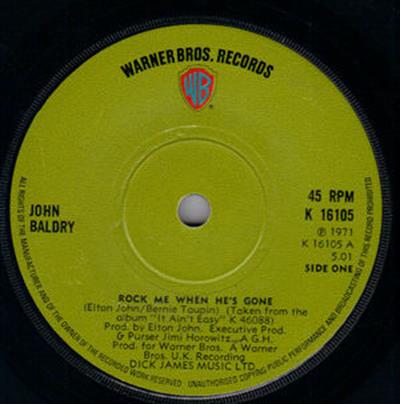 WARNER BROS. RECORDS
WB
45 RPM
K 16105
JOHN
BALDRY
℗ 1971
K 16105 A
5.01
SIDE ONE
ROCK ME WHEN HE'S GONE
(Elton John/Bernie Taupin) (Taken from the
album "It Ain't Easy" K 46088)
Prod. by Elton John. Executive Prod.
& Purser Jimi Horowitz...A G.H.
Prod. for Warner Bros. A Warner
Bros. U.K. Recording
DICK JAMES MUSIC LTD
ALL RIGHTS OF THE MANUFACTURER AND OF THE OWNER OF THE RECORDED WORK RESERVED UNAUTHORISED COPYING PUBLIC PERFORMANCE AND BROADCASTING OF THIS RECORD PROHIBITED